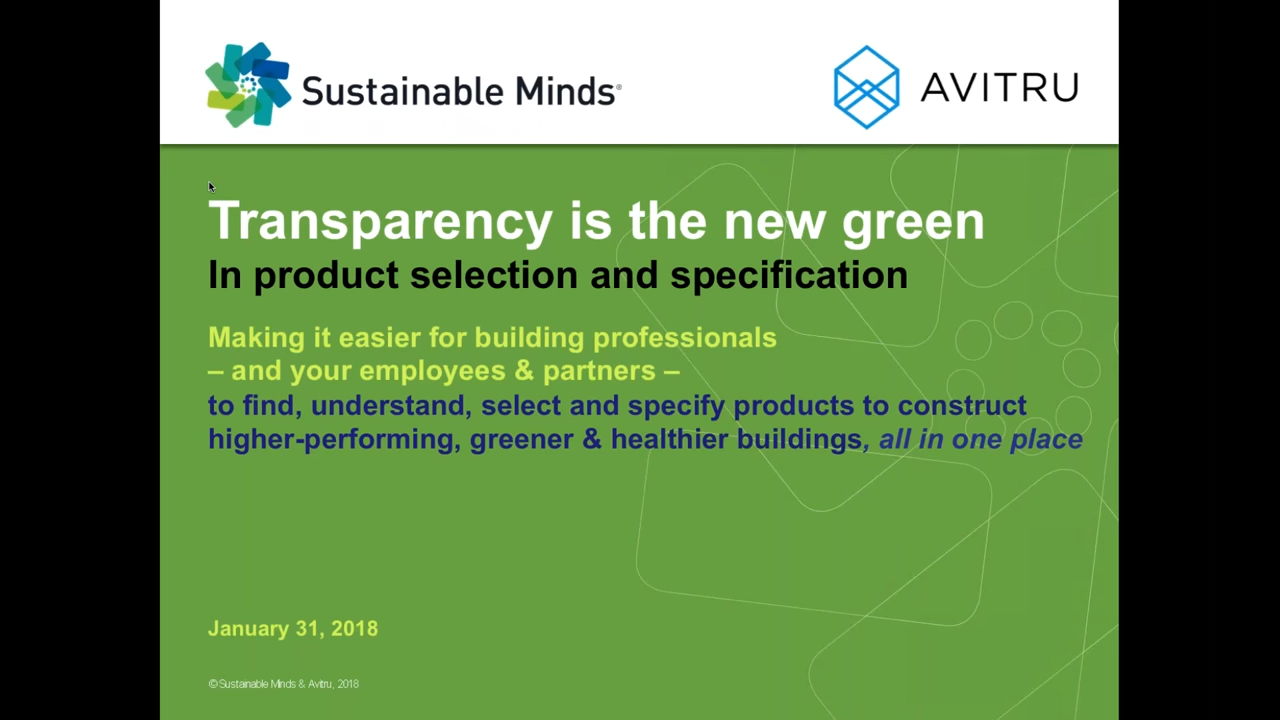 Sustainable Minds®
AVITRU
Transparency is the new green
In product selection and specification
Making it easier for building professionals
– and your employees & partners –
to find, understand, select and specify products to construct
higher-performing, greener & healthier buildings, all in one place
January 31, 2018
©Sustainable Minds & Avitru, 2018